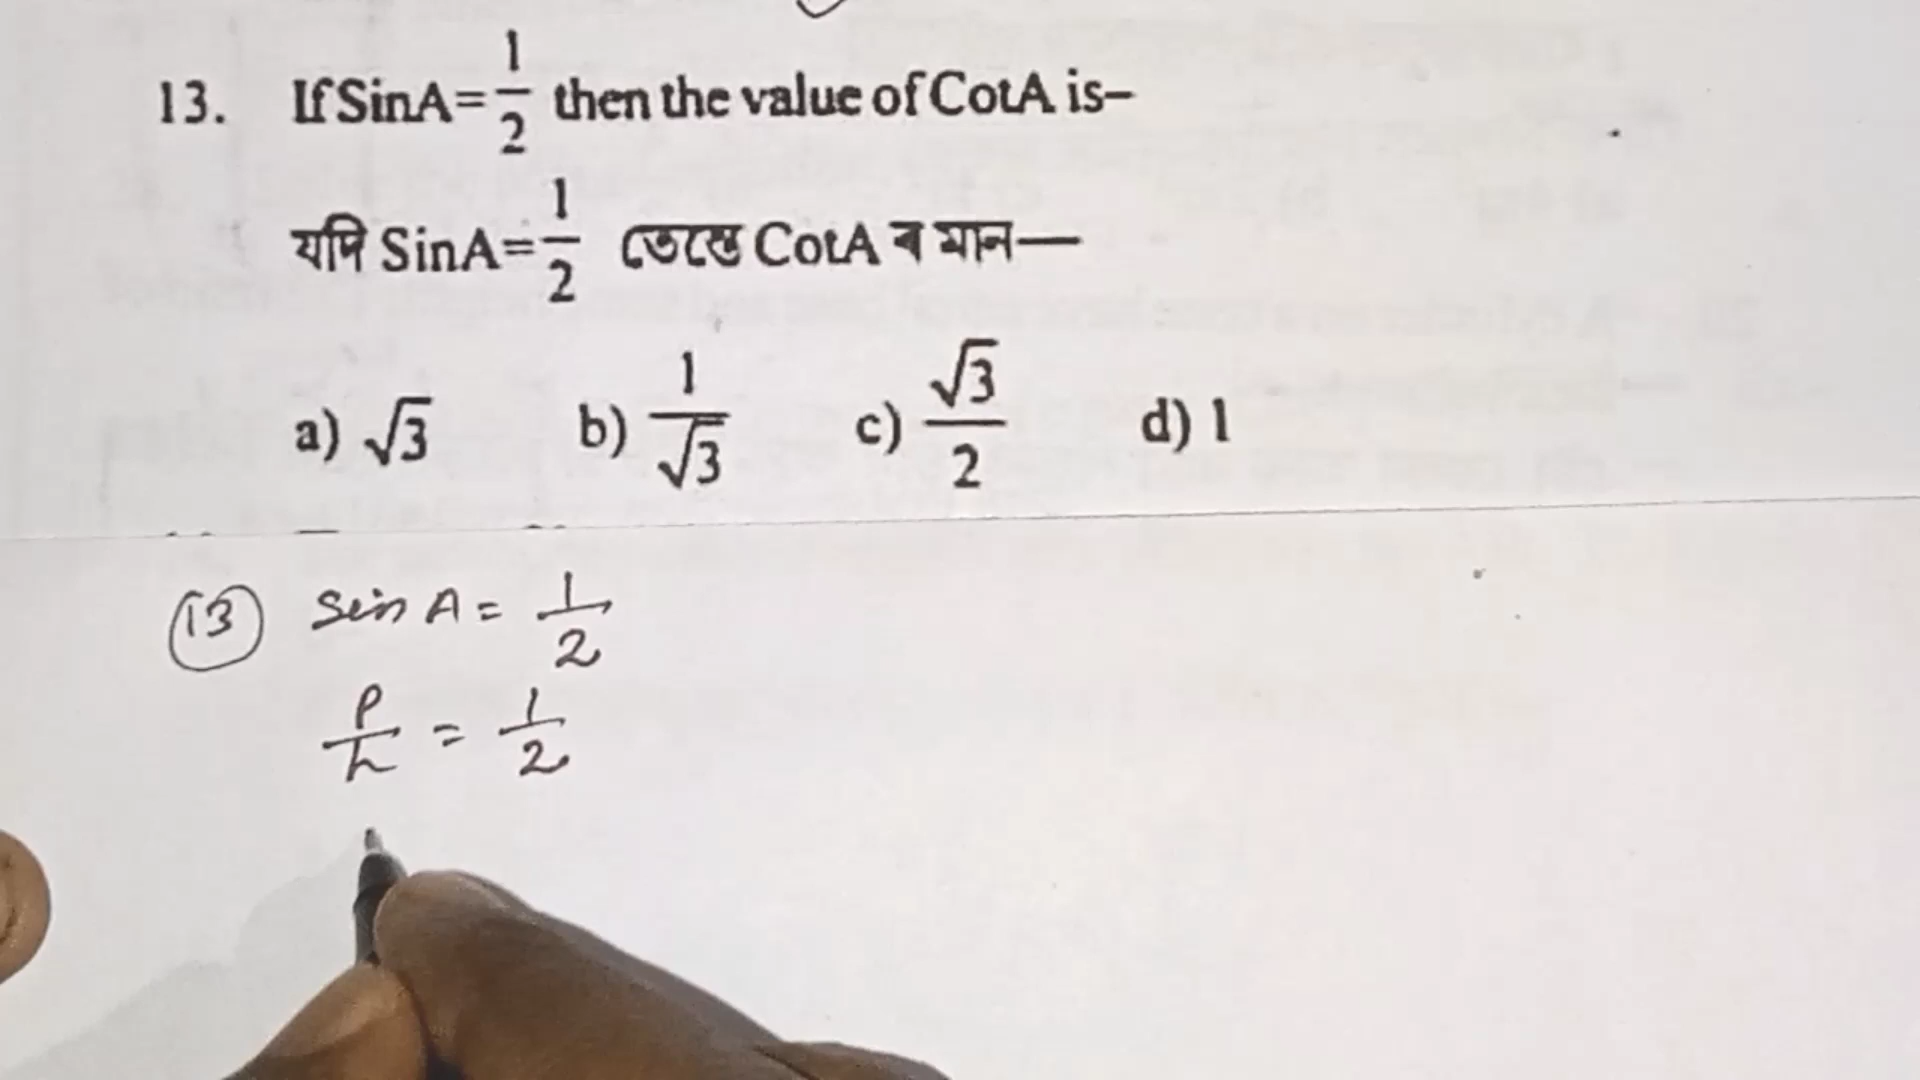 13. If SinA=1/2 then the value of CotA is–
যদি SinA=1/2 তেন্তে CotA ৰ মান—
a) √3 b) 1/√3 c) √3/2 d) 1
(13) sin A = 1/2
p/h = 1/2